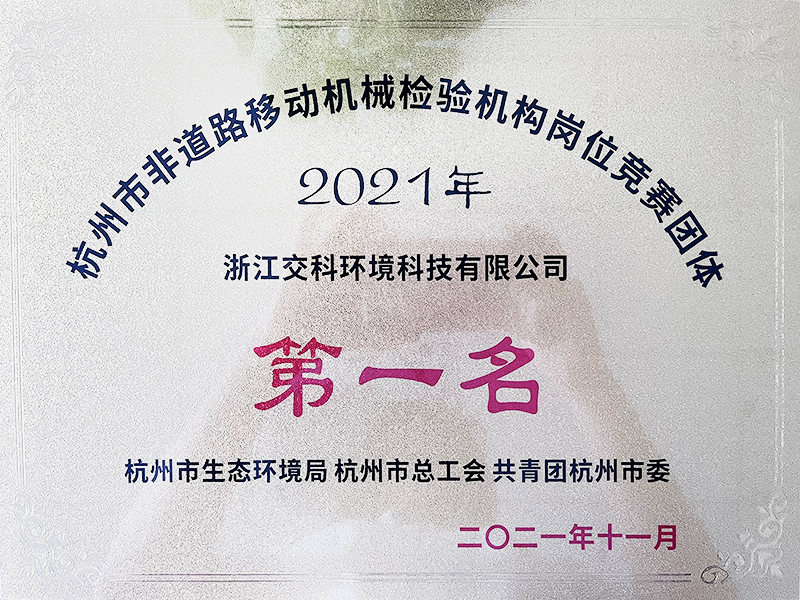 杭州市非道路移动机械检验机构岗位竞赛团体
2021年
浙江交科环境科技有限公司
第一名
杭州市生态环境局 杭州市总工会 共青团杭州市委
二〇二一年十一月